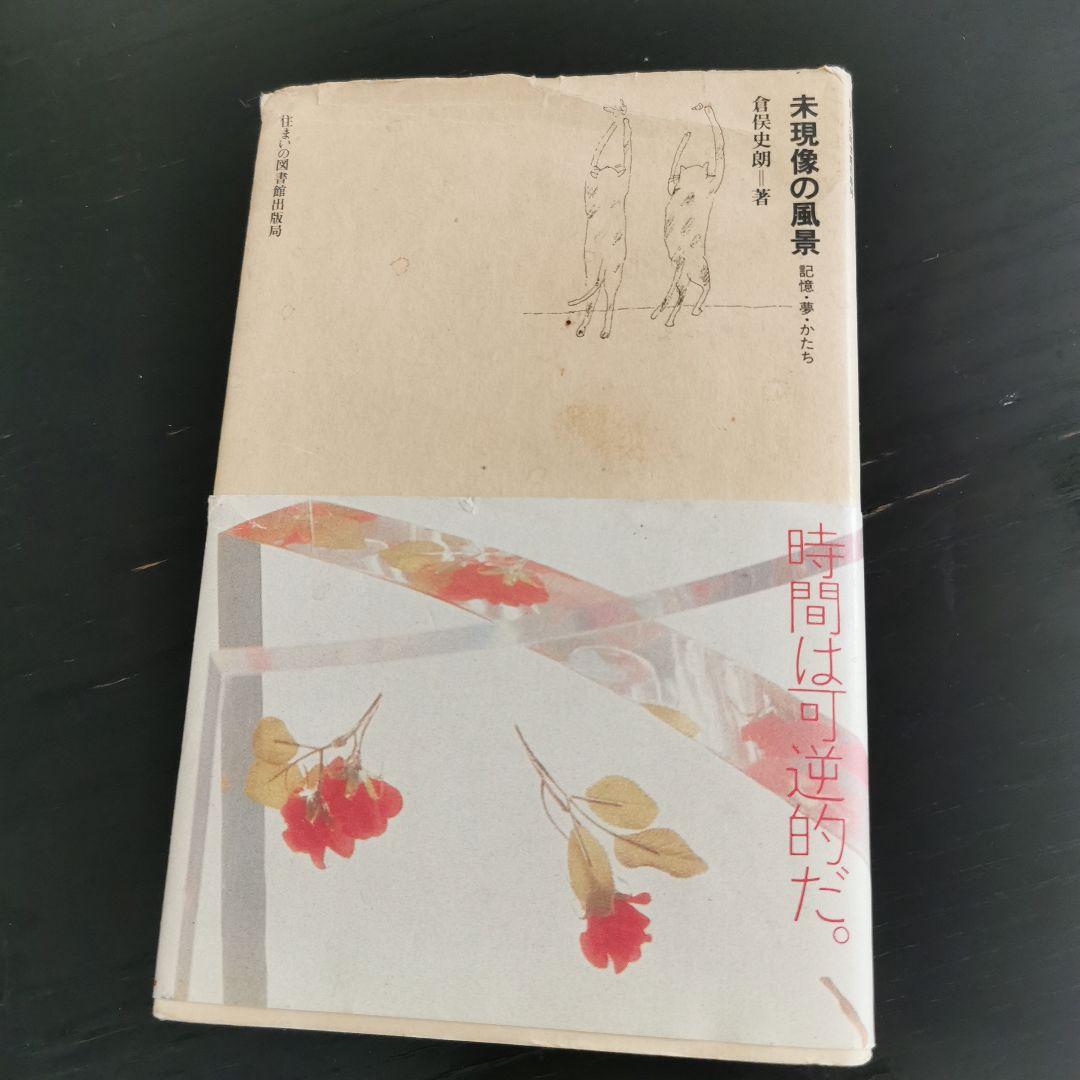 未現像の風景
記憶・夢・かたち
倉俣史朗=著
住まいの図書館出版局
時間は可逆的だ。